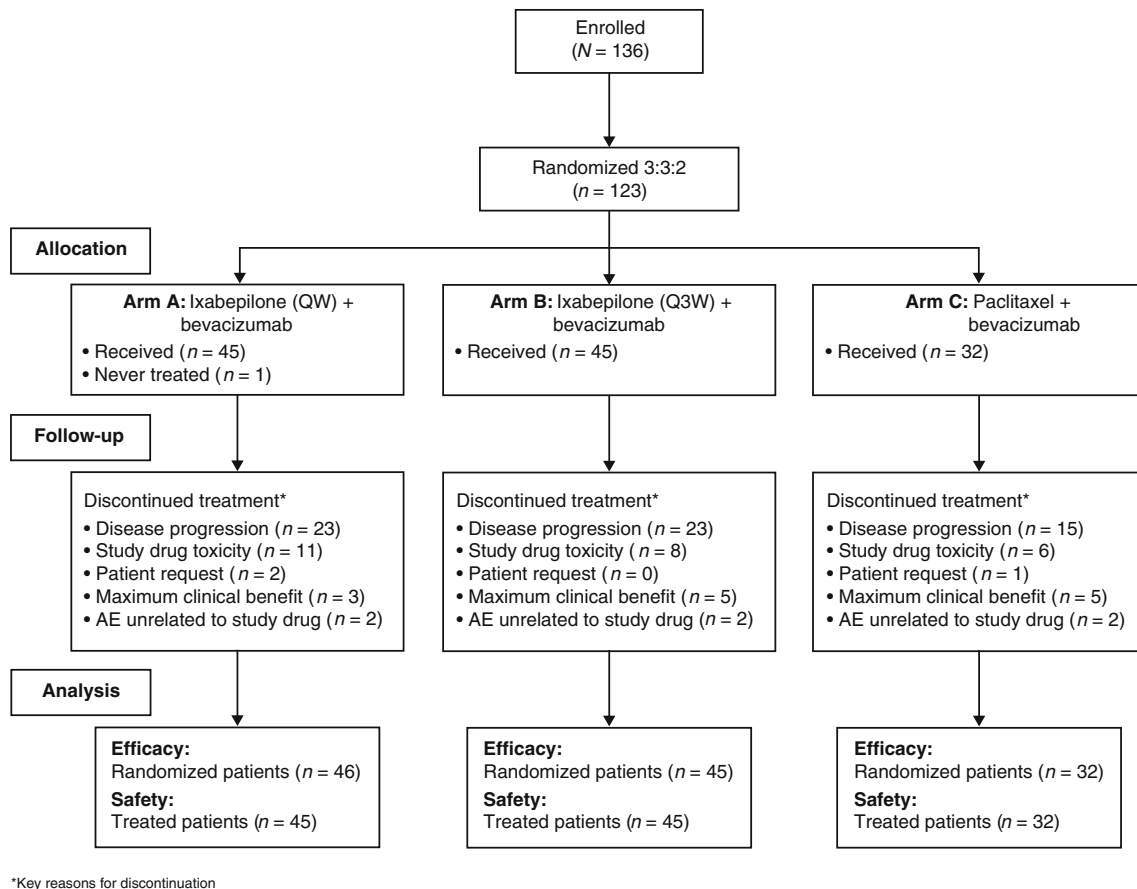 Enrolled
(N = 136)
Randomized 3:3:2
(n = 123)
Allocation
Arm A: Ixabepilone (QW) +
bevacizumab
• Received (n = 45)
• Never treated (n = 1)
Arm B: Ixabepilone (Q3W) +
bevacizumab
• Received (n = 45)
Arm C: Paclitaxel +
bevacizumab
• Received (n = 32)
Follow-up
Discontinued treatment*
• Disease progression (n = 23)
• Study drug toxicity (n = 11)
• Patient request (n = 2)
• Maximum clinical benefit (n = 3)
• AE unrelated to study drug (n = 2)
Discontinued treatment*
• Disease progression (n = 23)
• Study drug toxicity (n = 8)
• Patient request (n = 0)
• Maximum clinical benefit (n = 5)
• AE unrelated to study drug (n = 2)
Discontinued treatment*
• Disease progression (n = 15)
• Study drug toxicity (n = 6)
• Patient request (n = 1)
• Maximum clinical benefit (n = 5)
• AE unrelated to study drug (n = 2)
Analysis
Efficacy:
Randomized patients (n = 46)
Safety:
Treated patients (n = 45)
Efficacy:
Randomized patients (n = 45)
Safety:
Treated patients (n = 45)
Efficacy:
Randomized patients (n = 32)
Safety:
Treated patients (n = 32)
*Key reasons for discontinuation